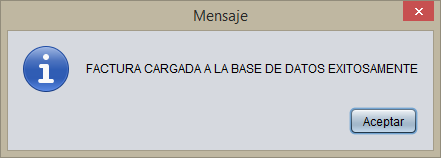 Mensaje
FACTURA CARGADA A LA BASE DE DATOS EXITOSAMENTE
Aceptar